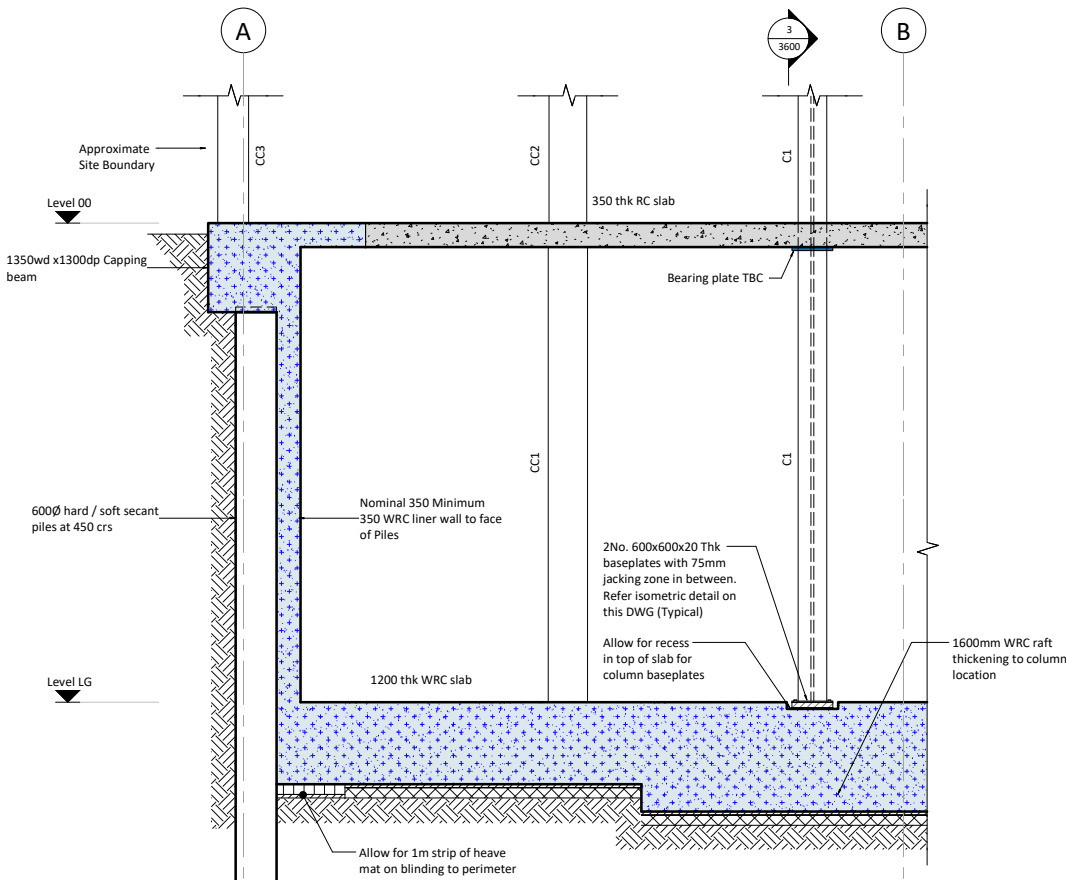 A
3
3600
B
Approximate
Site Boundary
CC3
CC2
C1
Level 00
350 thk RC slab
1350wd x1300dp Capping
beam
Bearing plate TBC
CC1
C1
600Ø hard / soft secant
piles at 450 crs
Nominal 350 Minimum
350 WRC liner wall to face
of Piles
2No. 600x600x20 Thk
baseplates with 75mm
jacking zone in between.
Refer isometric detail on
this DWG (Typical)
Allow for recess
in top of slab for
column baseplates
1600mm WRC raft
thickening to column
location
Level LG
1200 thk WRC slab
Allow for 1m strip of heave
mat on blinding to perimeter